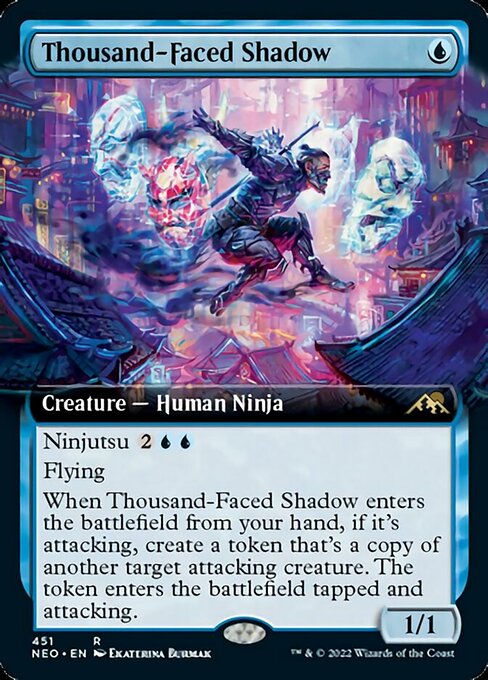 Thousand-Faced Shadow
Creature — Human Ninja
Ninjutsu 2
Flying
When Thousand-Faced Shadow enters
the battlefield from your hand, if it's
attacking, create a token that's a copy of
another target attacking creature. The
token enters the battlefield tapped and
attacking.
1/1
451 R
NEO • EN Ekaterina Burmak
™ & © 2022 Wizards of the Coast